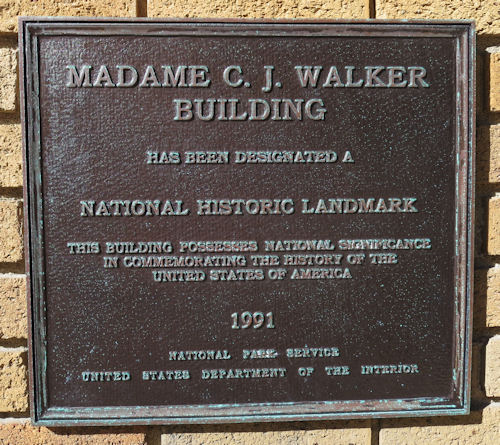 MADAME C. J. WALKER
BUILDING
HAS BEEN DESIGNATED A
NATIONAL HISTORIC LANDMARK
THIS BUILDING POSSESSES NATIONAL SIGNIFICANCE
IN COMMEMORATING THE HISTORY OF THE
UNITED STATES OF AMERICA
1991
NATIONAL PARK SERVICE
UNITED STATES DEPARTMENT OF THE INTERIOR